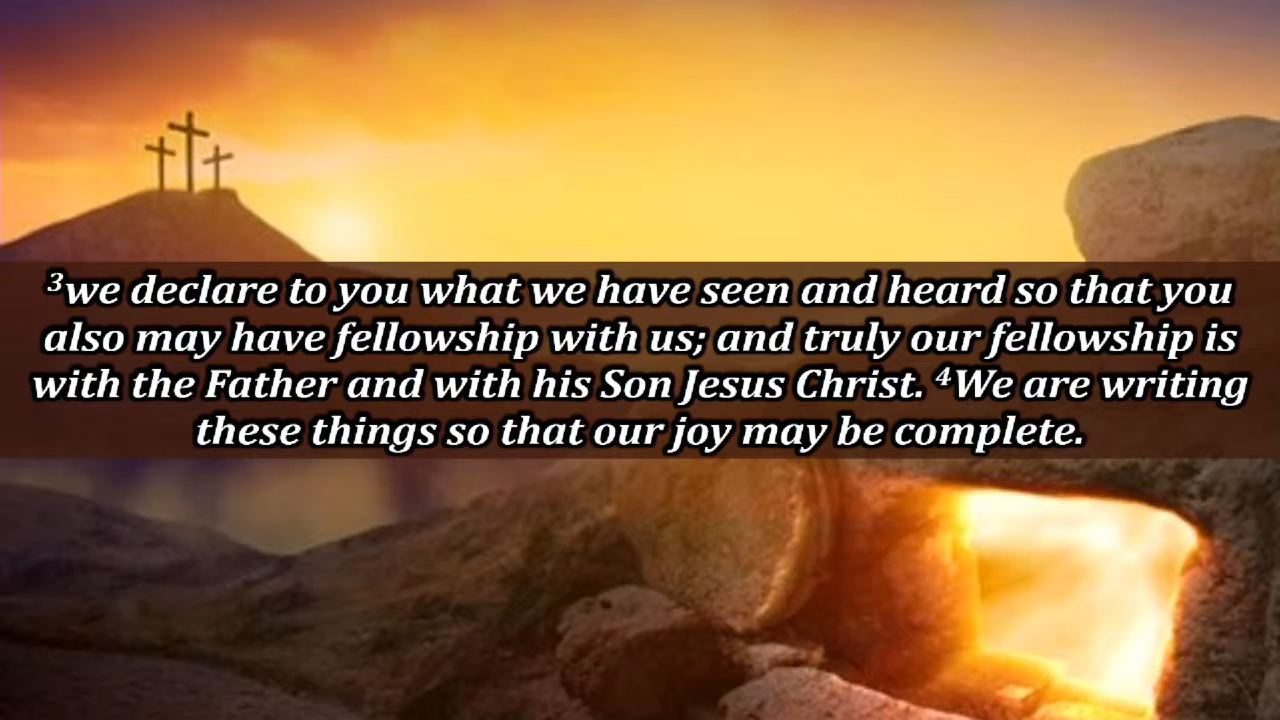 ³we declare to you what we have seen and heard so that you
also may have fellowship with us; and truly our fellowship is
with the Father and with his Son Jesus Christ. ⁴We are writing
these things so that our joy may be complete.